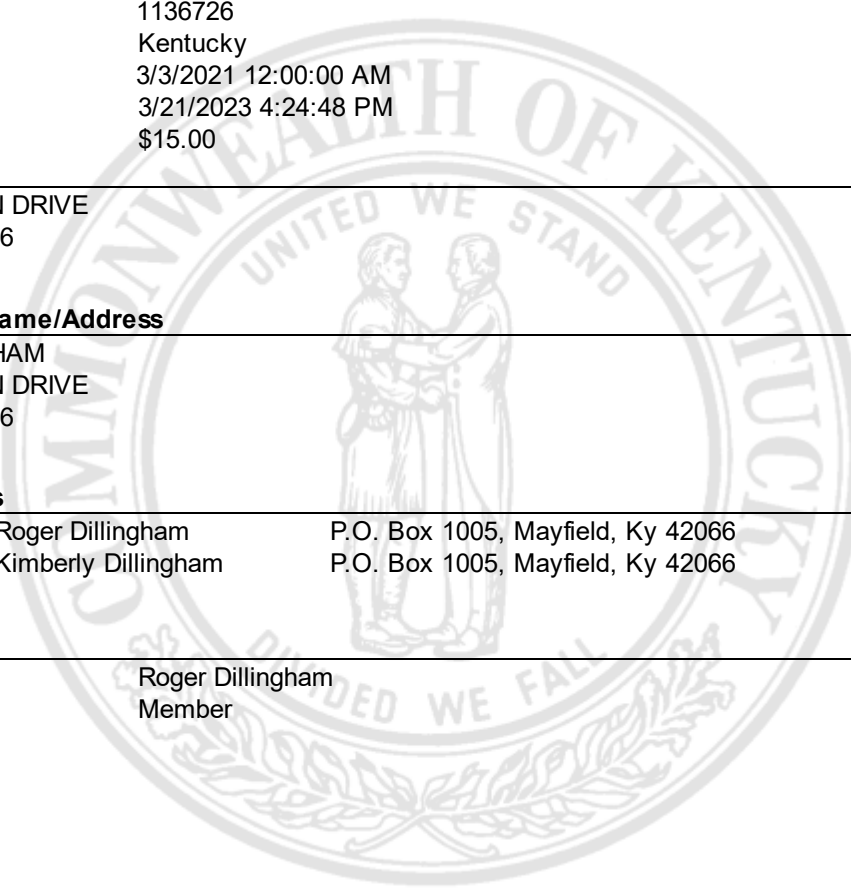 1136726
Kentucky
3/3/2021 12:00:00 AM
3/21/2023 4:24:48 PM
$15.00
N DRIVE
6
ame/Address
HAM
N DRIVE
6
s
Roger Dillingham P.O. Box 1005, Mayfield, Ky 42066
Kimberly Dillingham P.O. Box 1005, Mayfield, Ky 42066
Roger Dillingham
Member
COMMONWEALTH OF KENTUCKY
UNITED WE STAND
DIVIDED WE FALL